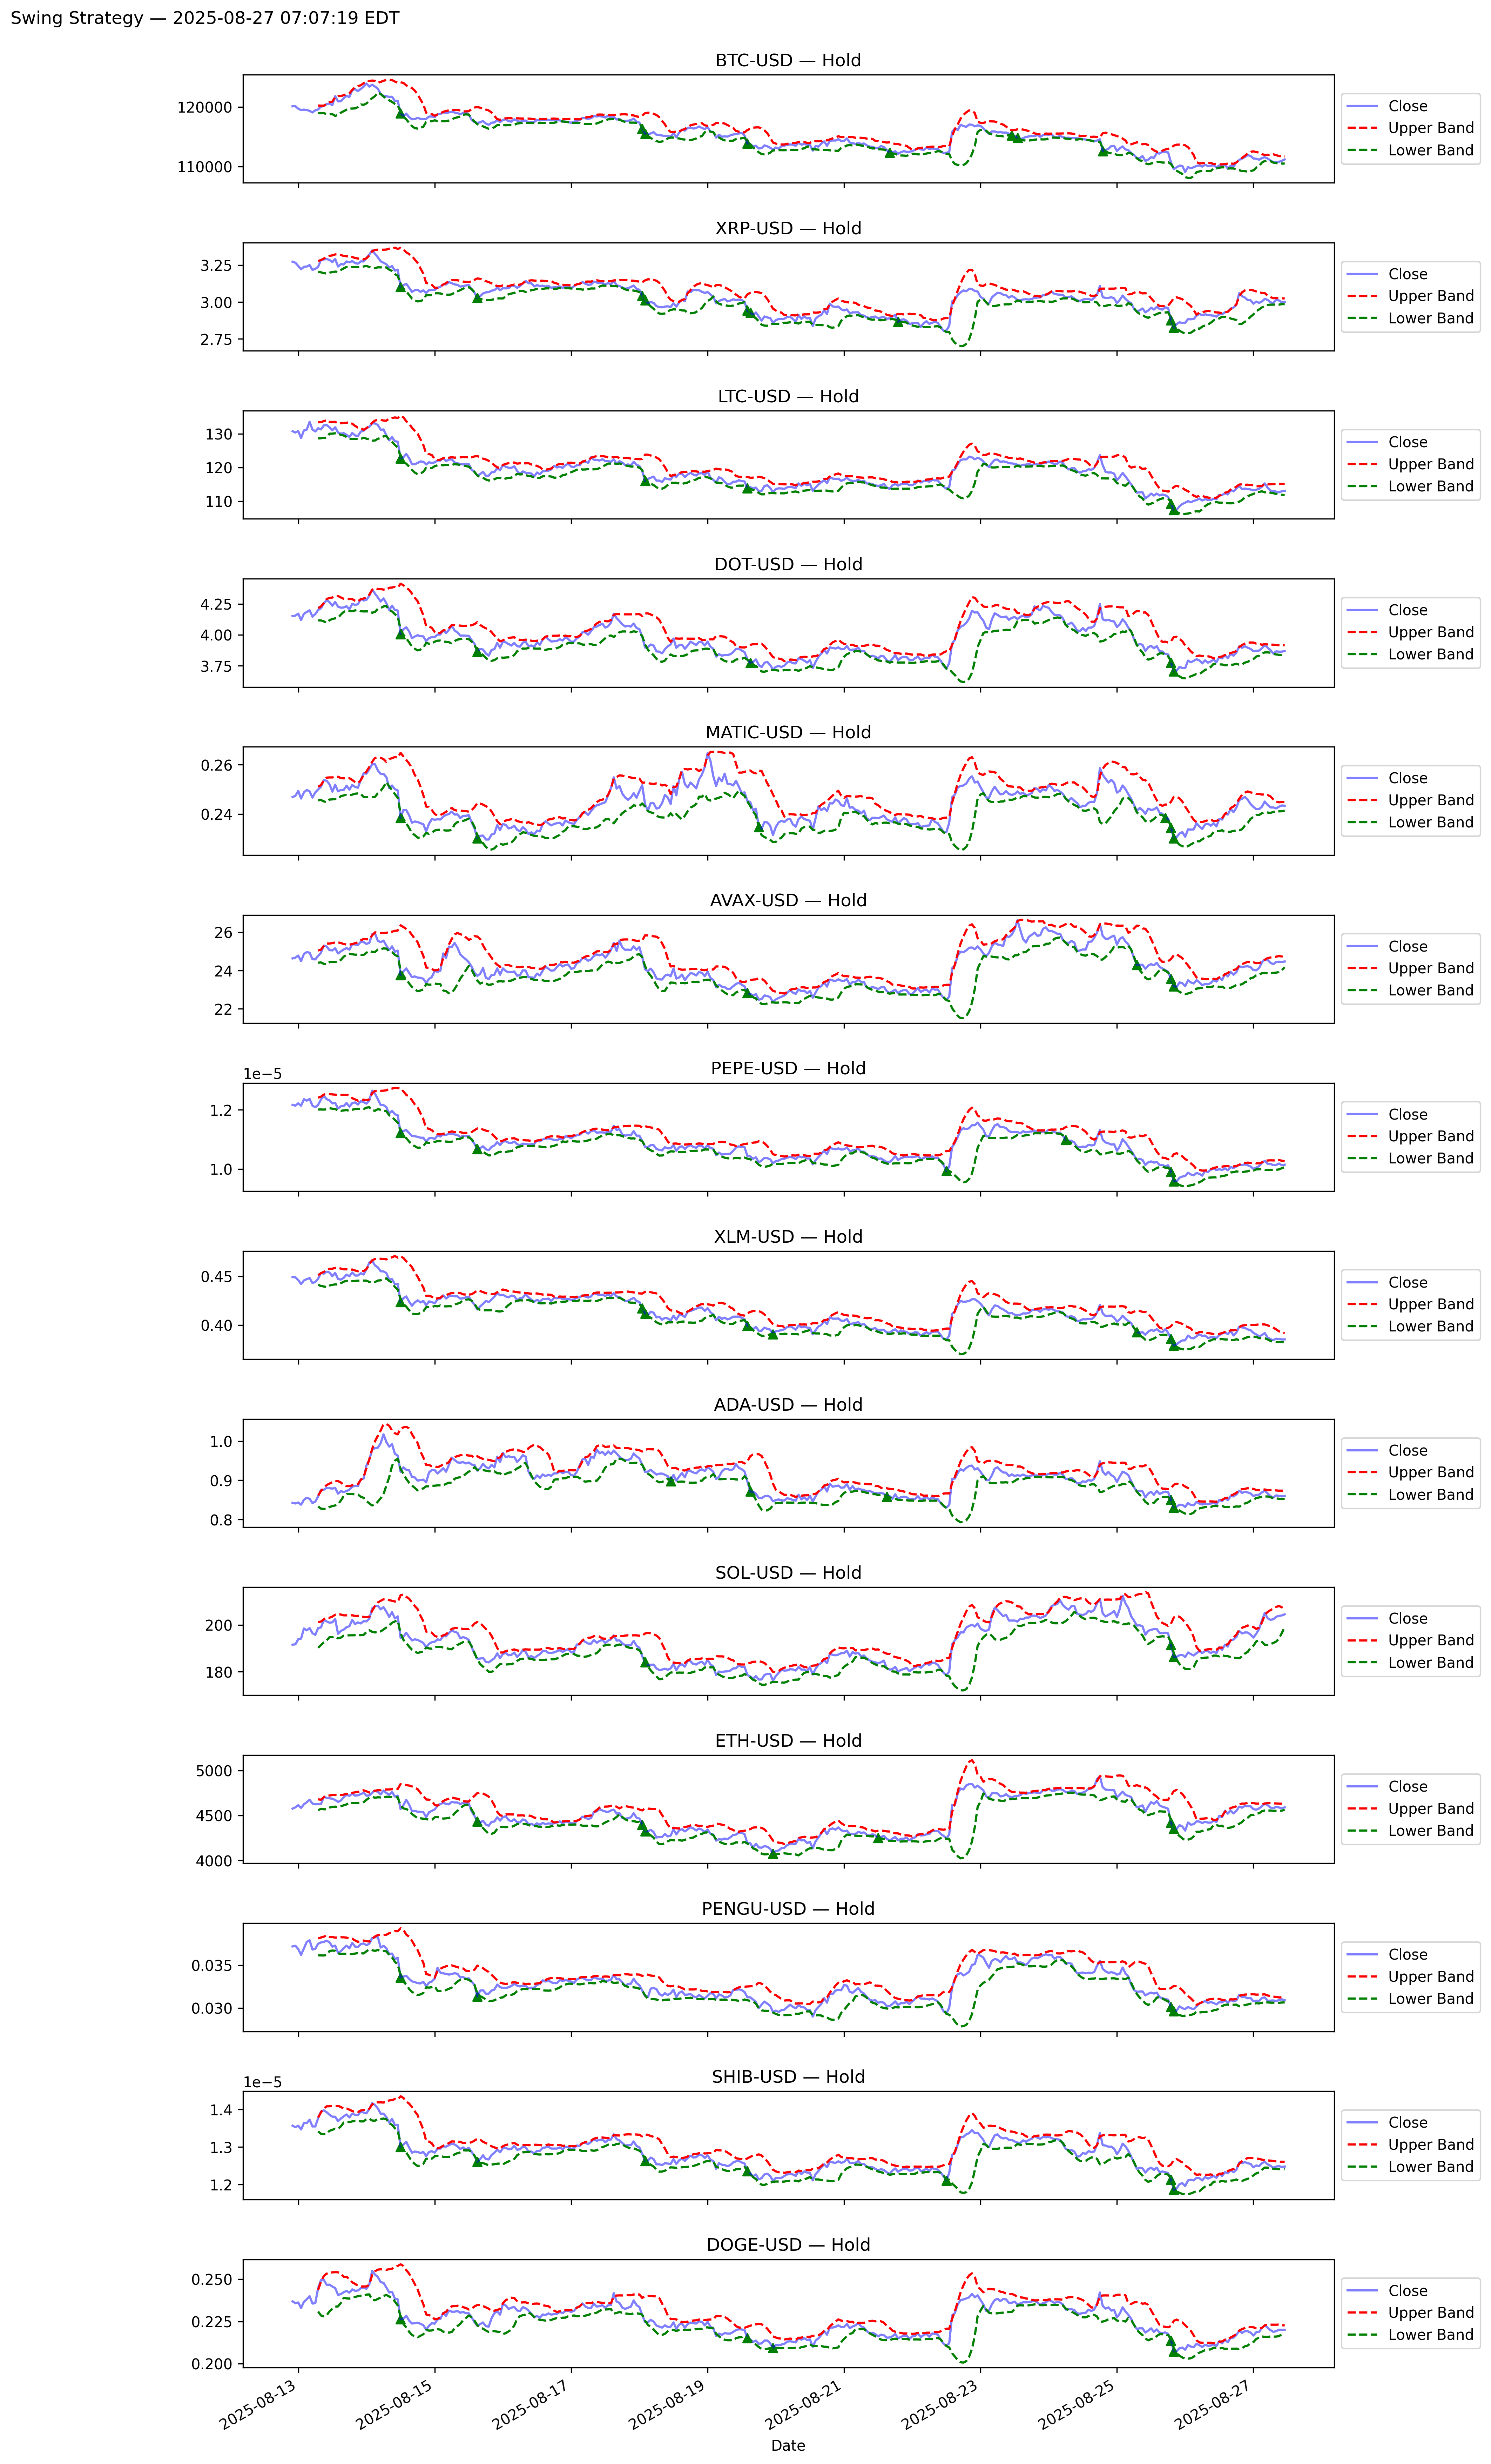 Swing Strategy — 2025-08-27 07:07:19 EDT
BTC-USD — Hold
120000
110000
Close
Upper Band
Lower Band
XRP-USD — Hold
3.25
3.00
2.75
Close
Upper Band
Lower Band
LTC-USD — Hold
130
120
110
Close
Upper Band
Lower Band
DOT-USD — Hold
4.25
4.00
3.75
Close
Upper Band
Lower Band
MATIC-USD — Hold
0.26
0.24
Close
Upper Band
Lower Band
AVAX-USD — Hold
26
24
22
Close
Upper Band
Lower Band
PEPE-USD — Hold
1e−5
1.2
1.0
Close
Upper Band
Lower Band
XLM-USD — Hold
0.45
0.40
Close
Upper Band
Lower Band
ADA-USD — Hold
1.0
0.9
0.8
Close
Upper Band
Lower Band
SOL-USD — Hold
200
180
Close
Upper Band
Lower Band
ETH-USD — Hold
5000
4500
4000
Close
Upper Band
Lower Band
PENGU-USD — Hold
0.035
0.030
Close
Upper Band
Lower Band
SHIB-USD — Hold
1e−5
1.4
1.3
1.2
Close
Upper Band
Lower Band
DOGE-USD — Hold
0.250
0.225
0.200
Close
Upper Band
Lower Band
2025-08-13
2025-08-15
2025-08-17
2025-08-19
2025-08-21
2025-08-23
2025-08-25
2025-08-27
Date